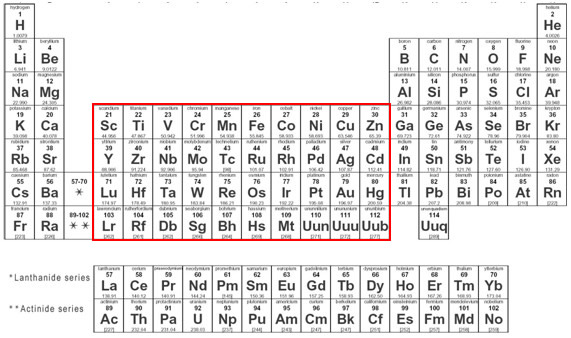 hydrogen helium
1 2
H He
1.0079 4.0026
lithium beryllium boron carbon nitrogen oxygen fluorine neon
3 4 5 6 7 8 9 10
Li Be B C N O F Ne
6.941 9.0122 10.811 12.011 14.007 15.999 18.998 20.180
sodium magnesium aluminium silicon phosphorus sulfur chlorine argon
11 12 13 14 15 16 17 18
Na Mg Al Si P S Cl Ar
22.990 24.305 26.982 28.086 30.974 32.065 35.453 39.948
potassium calcium scandium titanium vanadium chromium manganese iron cobalt nickel copper zinc gallium germanium arsenic selenium bromine krypton
19 20 21 22 23 24 25 26 27 28 29 30 31 32 33 34 35 36
K Ca Sc Ti V Cr Mn Fe Co Ni Cu Zn Ga Ge As Se Br Kr
39.098 40.078 44.956 47.867 50.942 51.996 54.938 55.845 58.933 58.693 63.546 65.39 69.723 72.61 74.922 78.96 79.904 83.80
rubidium strontium yttrium zirconium niobium molybdenum technetium ruthenium rhodium palladium silver cadmium indium tin antimony tellurium iodine xenon
37 38 39 40 41 42 43 44 45 46 47 48 49 50 51 52 53 54
Rb Sr Y Zr Nb Mo Tc Ru Rh Pd Ag Cd In Sn Sb Te I Xe
85.468 87.62 88.906 91.224 92.906 95.94 [98] 101.07 102.91 106.42 107.87 112.41 114.82 118.71 121.76 127.60 126.90 131.29
caesium barium lutetium hafnium tantalum tungsten rhenium osmium iridium platinum gold mercury thallium lead bismuth polonium astatine radon
55 56 57-70 71 72 73 74 75 76 77 78 79 80 81 82 83 84 85 86
Cs Ba * Lu Hf Ta W Re Os Ir Pt Au Hg Tl Pb Bi Po At Rn
132.91 137.33 174.97 178.49 180.95 183.84 186.21 190.23 192.22 195.08 196.97 200.59 204.38 207.2 208.98 [209] [210] [222]
francium radium lawrencium rutherfordium dubnium seaborgium bohrium hassium meitnerium ununnilium unununium ununbium ununquadium
87 88 89-102 103 104 105 106 107 108 109 110 111 112 114
Fr Ra * * Lr Rf Db Sg Bh Hs Mt Uun Uuu Uub Uuq
[223] [226] [262] [261] [262] [266] [264] [269] [268] [271] [272] [277] [289]
lanthanum cerium praseodymium neodymium promethium samarium europium gadolinium terbium dysprosium holmium erbium thulium ytterbium
*Lanthanide series 57 58 59 60 61 62 63 64 65 66 67 68 69 70
La Ce Pr Nd Pm Sm Eu Gd Tb Dy Ho Er Tm Yb
138.91 140.12 140.91 144.24 [145] 150.36 151.96 157.25 158.93 162.50 164.93 167.26 168.93 173.04
actinium thorium protactinium uranium neptunium plutonium americium curium berkelium californium einsteinium fermium mendelevium nobelium
**Actinide series 89 90 91 92 93 94 95 96 97 98 99 100 101 102
Ac Th Pa U Np Pu Am Cm Bk Cf Es Fm Md No
[227] 232.04 231.04 238.03 [237] [244] [243] [247] [247] [251] [252] [257] [258] [259]